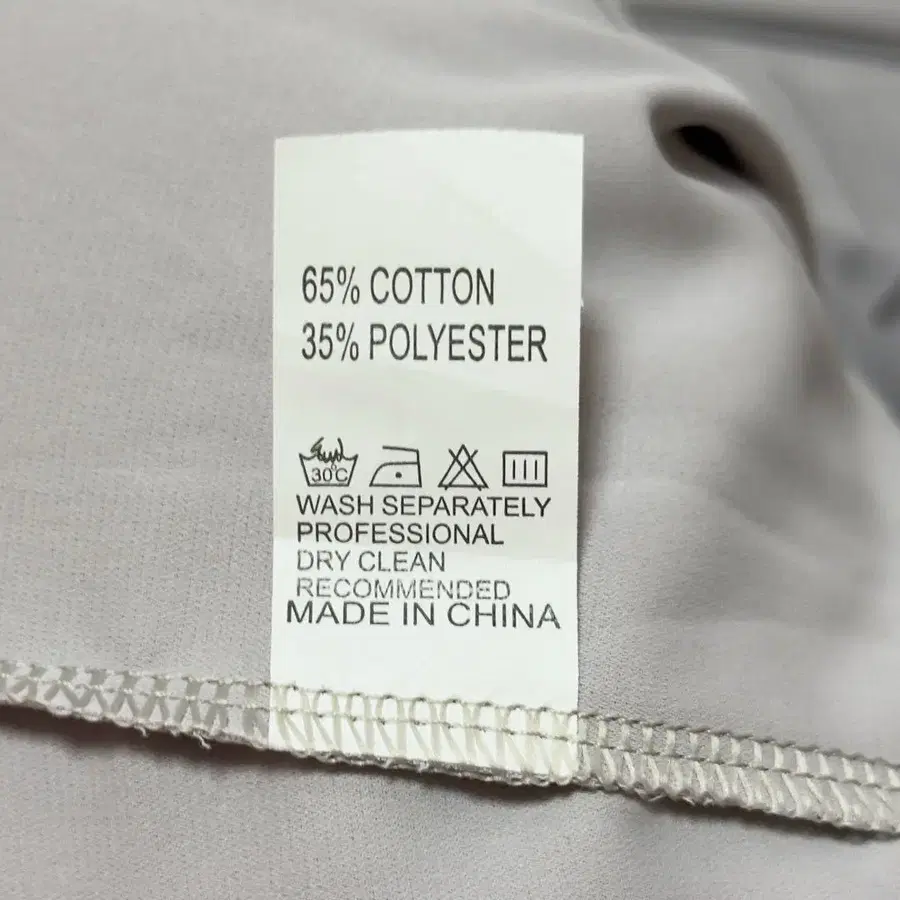 65% COTTON
35% POLYESTER
30°C
WASH SEPARATELY
PROFESSIONAL
DRY CLEAN
RECOMMENDED
MADE IN CHINA